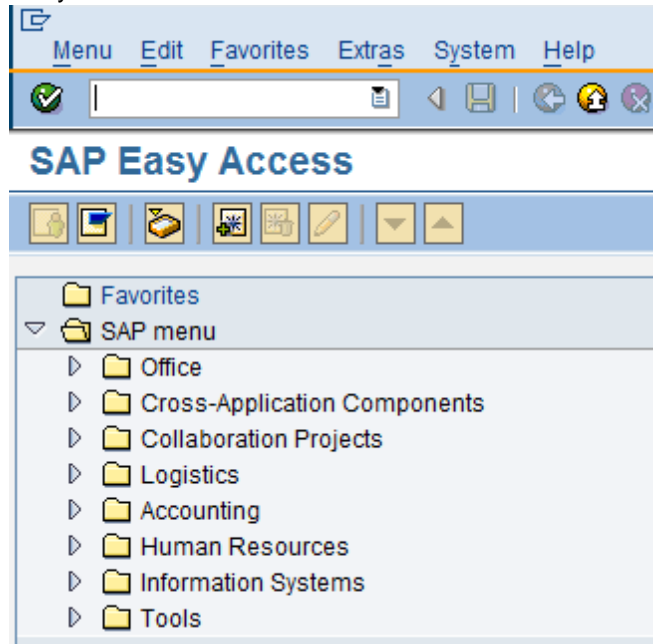 Menu Edit Favorites Extras System Help
SAP Easy Access
Favorites
SAP menu
Office
Cross-Application Components
Collaboration Projects
Logistics
Accounting
Human Resources
Information Systems
Tools